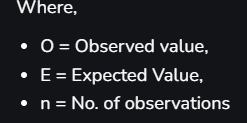 Where,
• O = Observed value,
• E = Expected Value,
• n = No. of observations